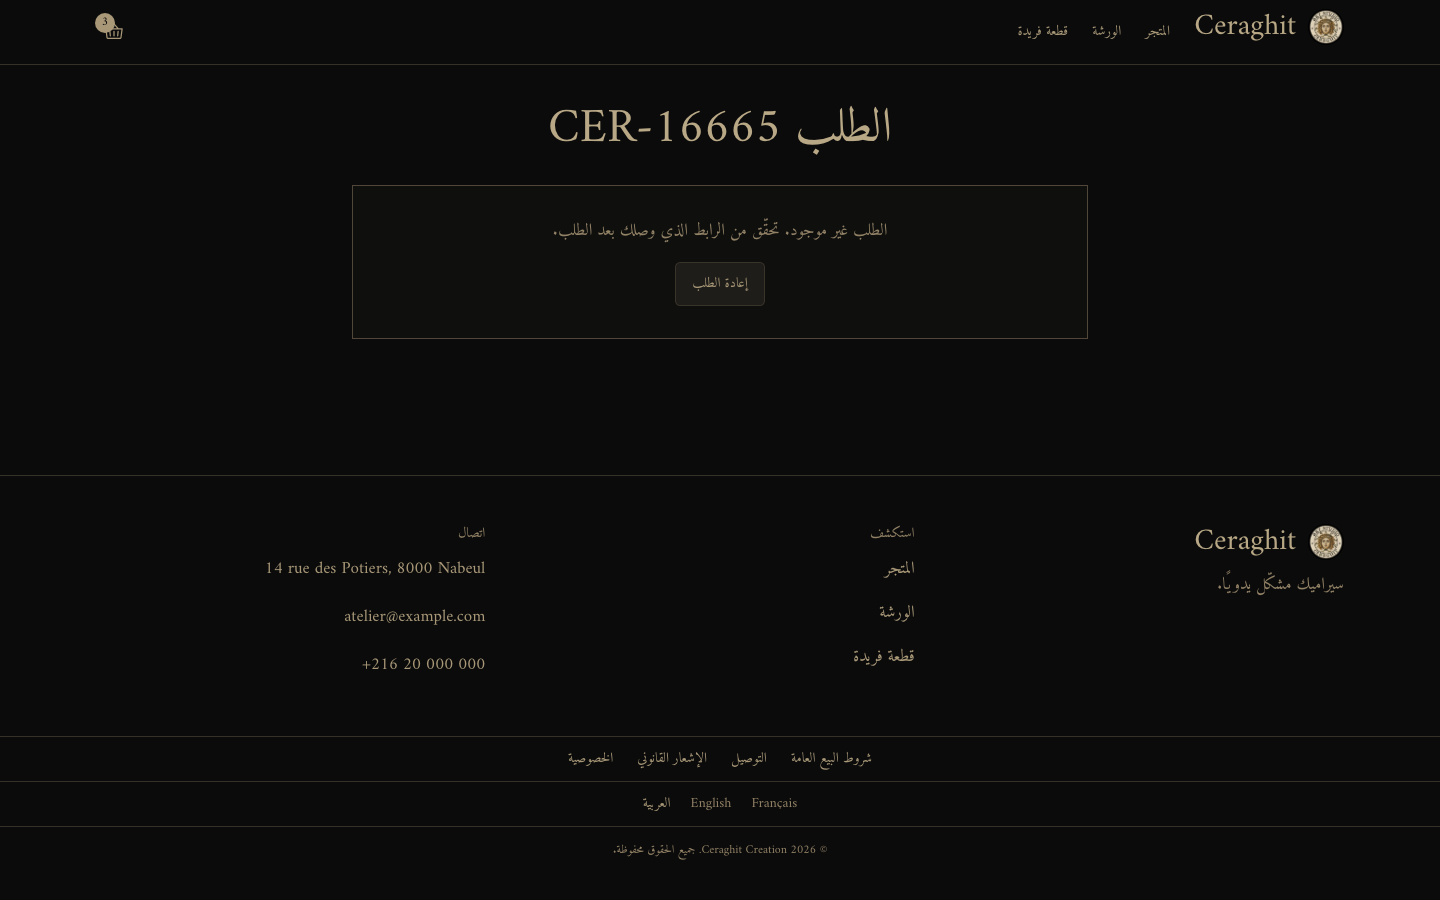 Ceraghit
المتجر
الورشة
قطعة فريدة
3
الطلب CER-16665
الطلب غير موجود. تحقّق من الرابط الذي وصلك بعد الطلب.
إعادة الطلب
Ceraghit
سيراميك مشكّل يدويًا.
استكشف
المتجر
الورشة
قطعة فريدة
اتصال
14 rue des Potiers, 8000 Nabeul
atelier@example.com
+216 20 000 000
شروط البيع العامة
التوصيل
الإشعار القانوني
الخصوصية
Français
English
العربية
© 2026 Ceraghit Creation. جميع الحقوق محفوظة.